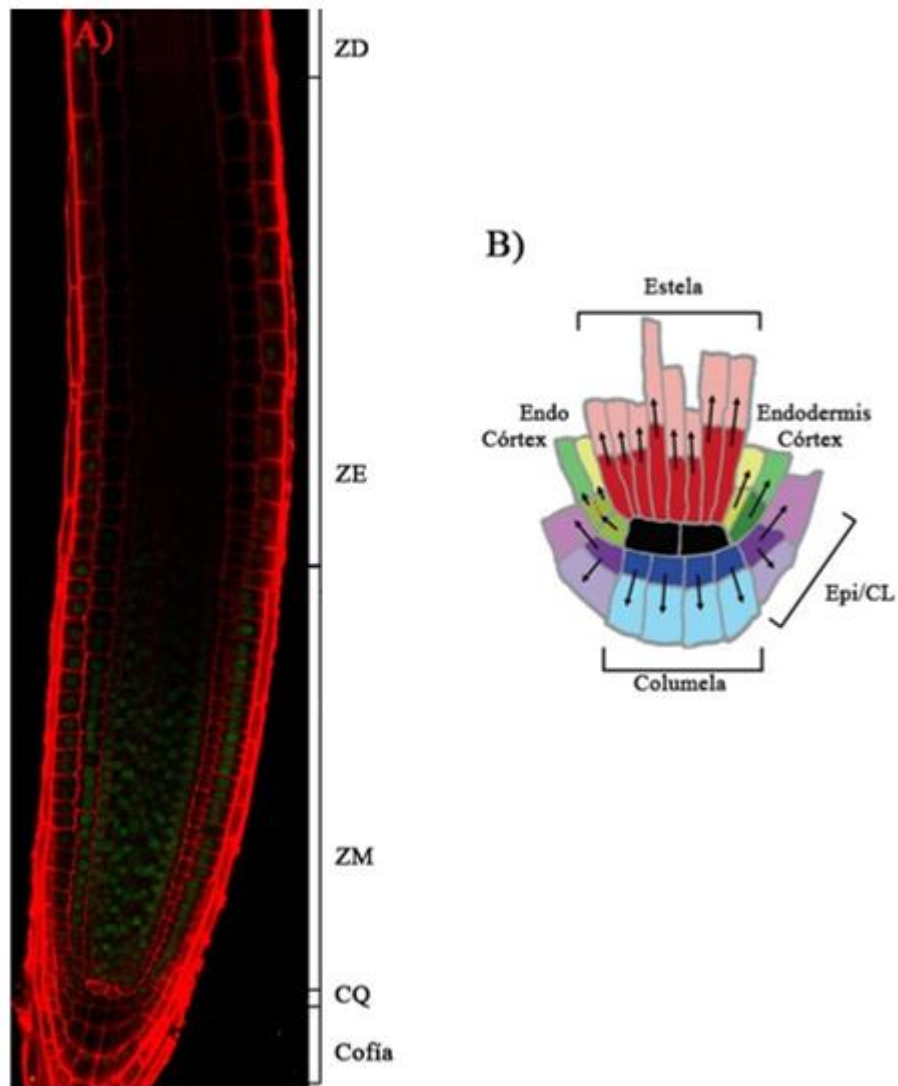 A)
ZD
ZE
ZM
CQ
Cofía
B)
Estela
Endo
Córtex
Endodermis
Córtex
Epi/CL
Columela